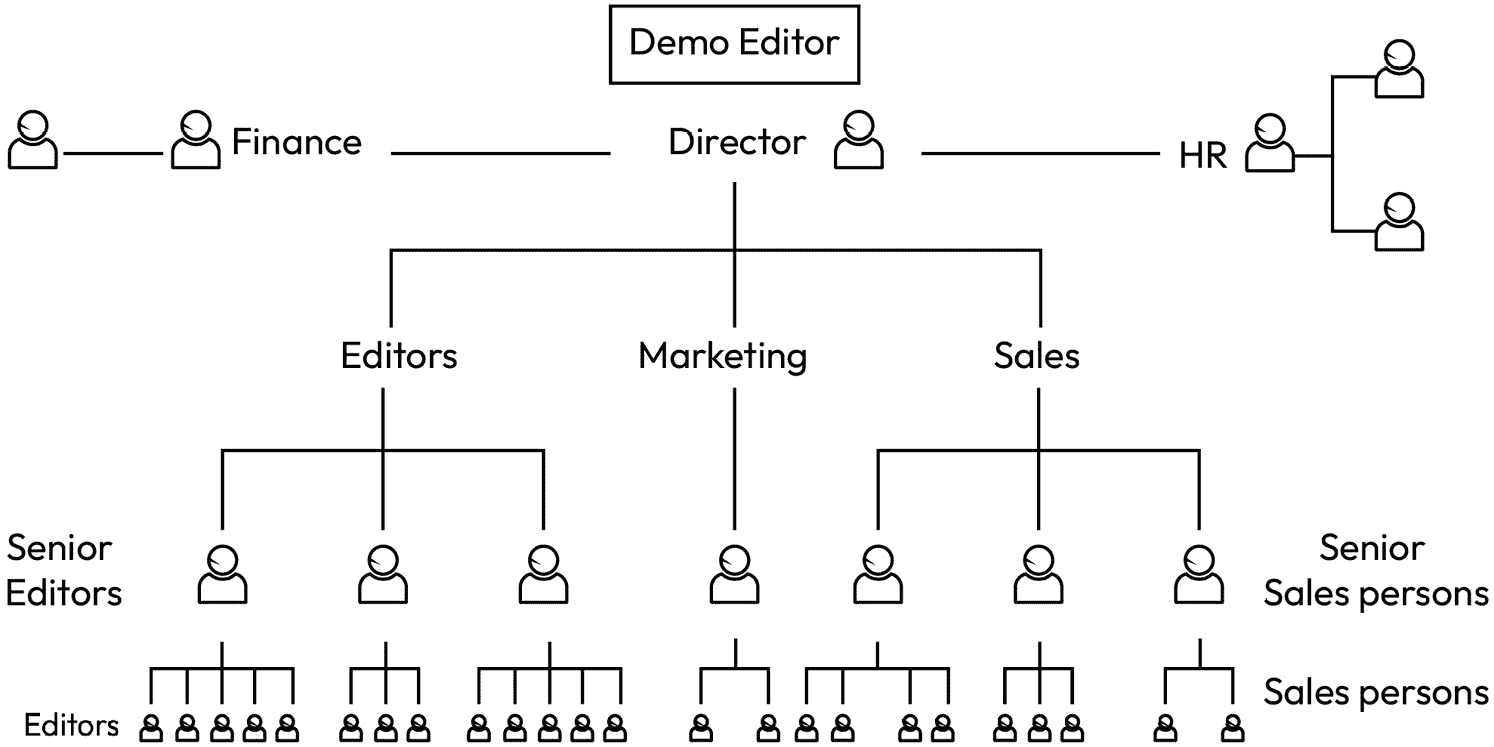 Demo Editor
Finance
Director
HR
Editors
Marketing
Sales
Senior
Editors
Senior
Sales persons
Editors
Sales persons